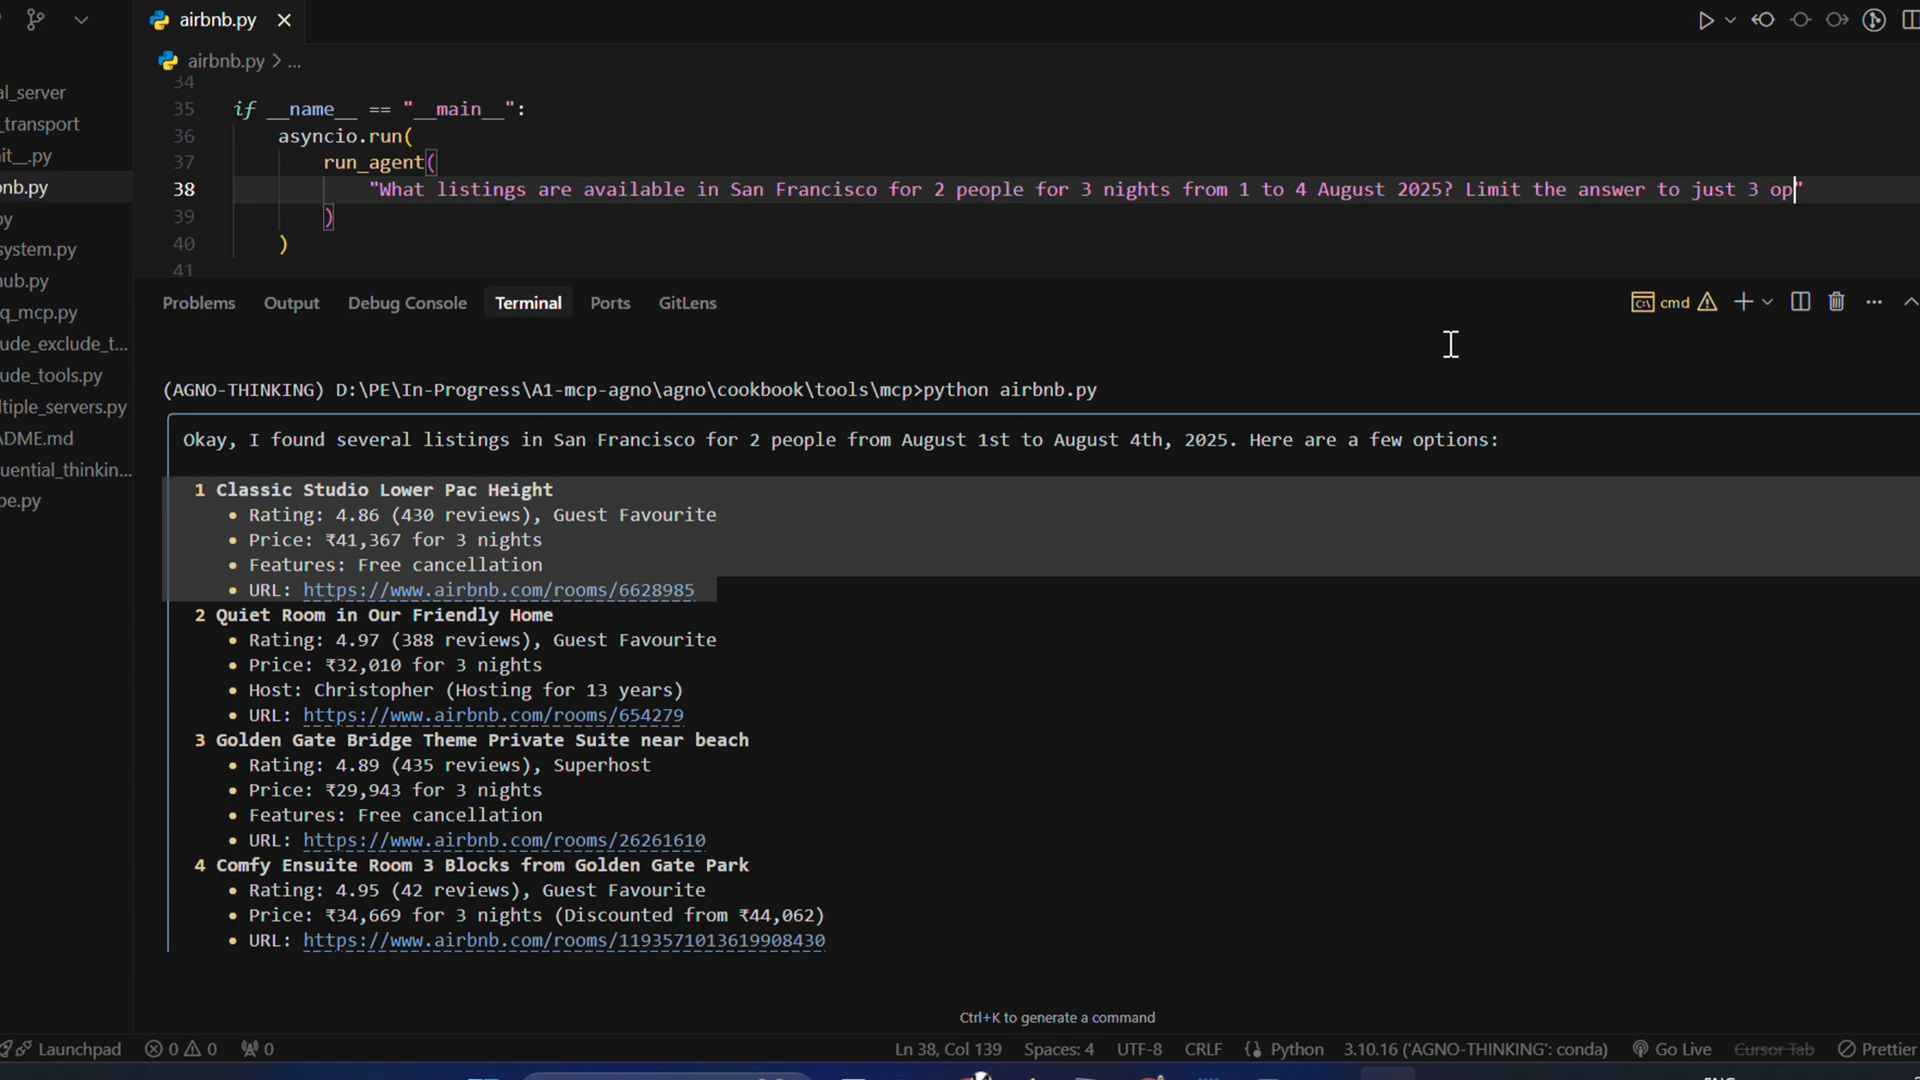 airbnb.py
airbnb.py > ...
al_server
_transport
it__.py
nb.py
py
system.py
hub.py
q_mcp.py
ude_exclude_t...
ude_tools.py
ltiple_servers.py
ADME.md
uential_thinkin...
pe.py
34
35 if __name__ == "__main__":
36 asyncio.run(
37 run_agent(
38 "What listings are available in San Francisco for 2 people for 3 nights from 1 to 4 August 2025? Limit the answer to just 3 op"
39 )
40 )
41
Problems Output Debug Console Terminal Ports GitLens cmd
(AGNO-THINKING) D:\PE\In-Progress\A1-mcp-agno\agno\cookbook\tools\mcp>python airbnb.py
Okay, I found several listings in San Francisco for 2 people from August 1st to August 4th, 2025. Here are a few options:
1 Classic Studio Lower Pac Height
• Rating: 4.86 (430 reviews), Guest Favourite
• Price: ₹41,367 for 3 nights
• Features: Free cancellation
• URL: https://www.airbnb.com/rooms/6628985
2 Quiet Room in Our Friendly Home
• Rating: 4.97 (388 reviews), Guest Favourite
• Price: ₹32,010 for 3 nights
• Host: Christopher (Hosting for 13 years)
• URL: https://www.airbnb.com/rooms/654279
3 Golden Gate Bridge Theme Private Suite near beach
• Rating: 4.89 (435 reviews), Superhost
• Price: ₹29,943 for 3 nights
• Features: Free cancellation
• URL: https://www.airbnb.com/rooms/26261610
4 Comfy Ensuite Room 3 Blocks from Golden Gate Park
• Rating: 4.95 (42 reviews), Guest Favourite
• Price: ₹34,669 for 3 nights (Discounted from ₹44,062)
• URL: https://www.airbnb.com/rooms/1193571013619908430
Ctrl+K to generate a command
Launchpad 0 0 0 Ln 38, Col 139 Spaces: 4 UTF-8 CRLF Python 3.10.16 ('AGNO-THINKING': conda) Go Live Cursor Tab Prettier